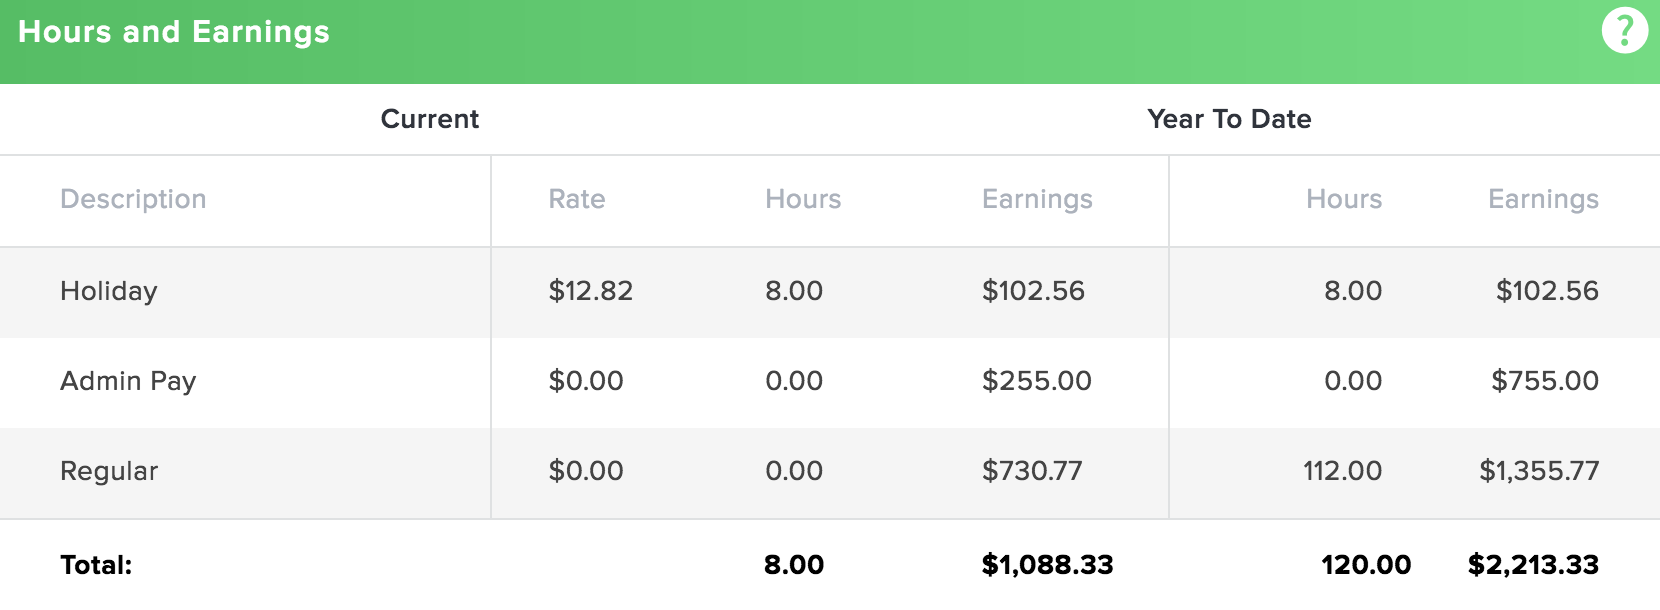 Hours and Earnings ?
Current Year To Date
Description Rate Hours Earnings Hours Earnings
Holiday $12.82 8.00 $102.56 8.00 $102.56
Admin Pay $0.00 0.00 $255.00 0.00 $755.00
Regular $0.00 0.00 $730.77 112.00 $1,355.77
Total: 8.00 $1,088.33 120.00 $2,213.33